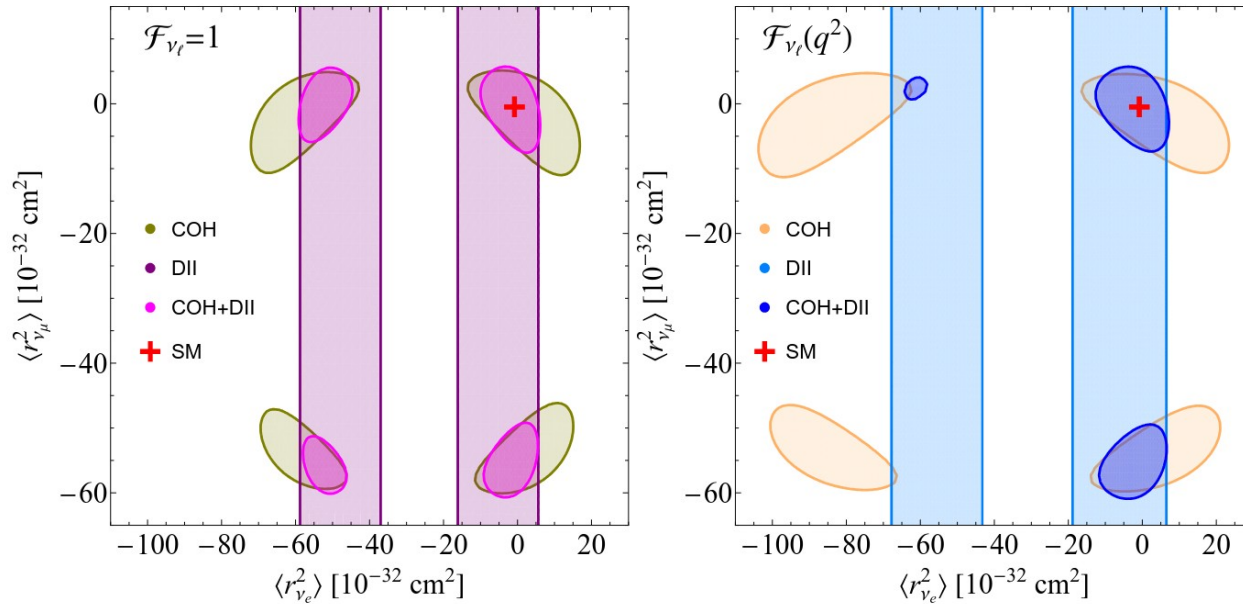 ℱ_{ν_ℓ}=1
0
−20
−40
−60
⟨r²_{ν_μ}⟩ [10⁻³² cm²]
COH
DII
COH+DII
SM
−100 −80 −60 −40 −20 0 20
⟨r²_{ν_e}⟩ [10⁻³² cm²]
ℱ_{ν_ℓ}(q²)
0
−20
−40
−60
⟨r²_{ν_μ}⟩ [10⁻³² cm²]
COH
DII
COH+DII
SM
−100 −80 −60 −40 −20 0 20
⟨r²_{ν_e}⟩ [10⁻³² cm²]